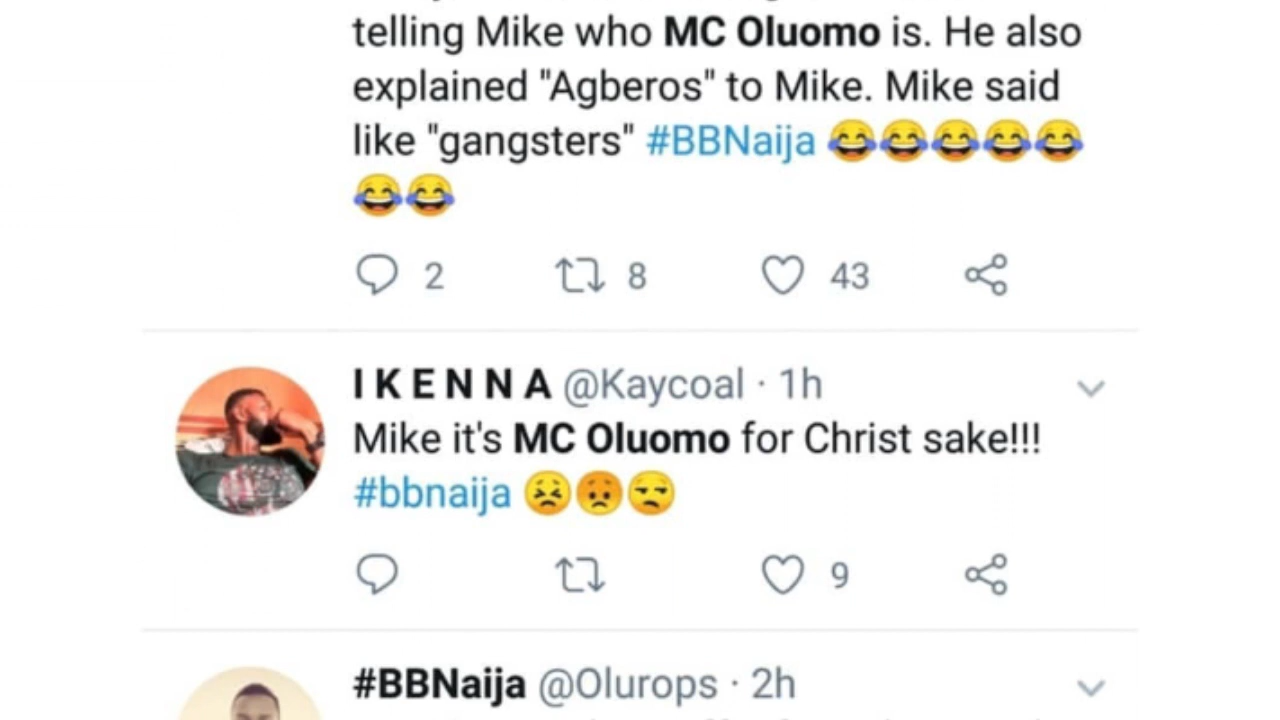 telling Mike who MC Oluomo is. He also
explained "Agberos" to Mike. Mike said
like "gangsters" #BBNaija 😂😂😂😂😂
😂😂
2 8 43
I K E N N A @Kaycoal · 1h
Mike it's MC Oluomo for Christ sake!!!
#bbnaija 😣😡😒
9
#BBNaija @Olurops · 2h